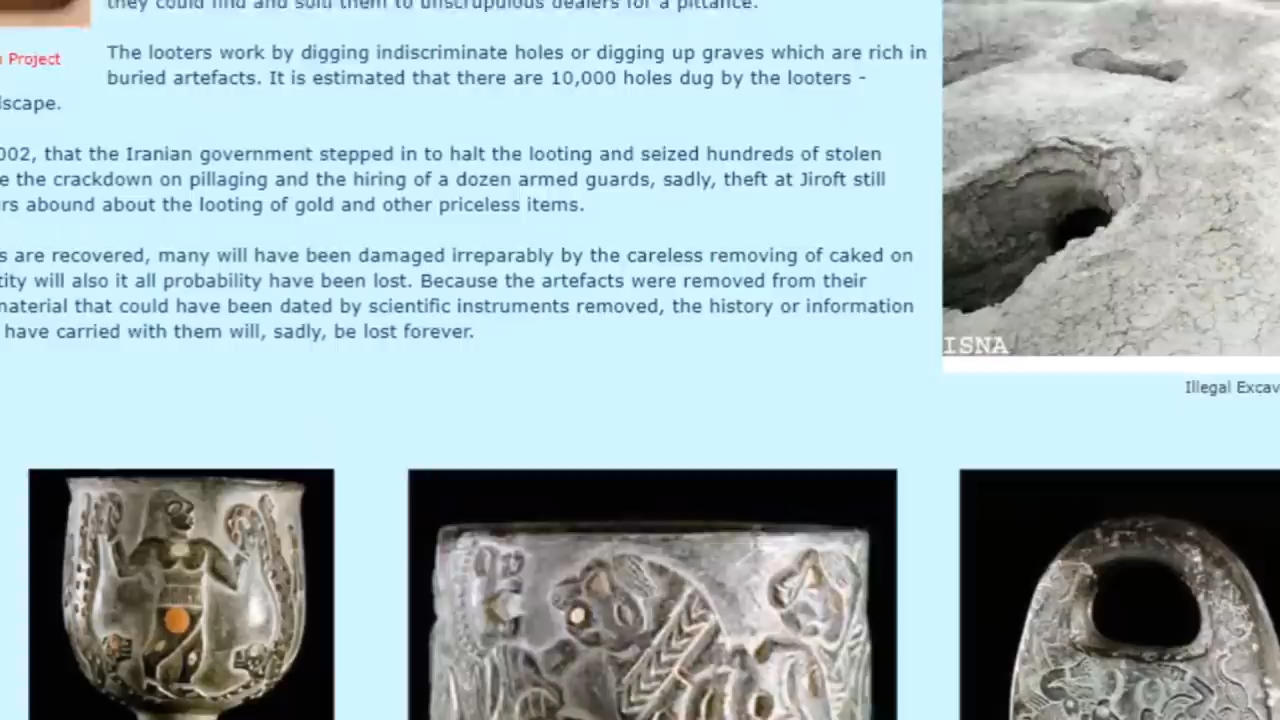 they could find and sold them to unscrupulous dealers for a pittance.
Project
The looters work by digging indiscriminate holes or digging up graves which are rich in
buried artefacts. It is estimated that there are 10,000 holes dug by the looters -
dscape.
002, that the Iranian government stepped in to halt the looting and seized hundreds of stolen
e the crackdown on pillaging and the hiring of a dozen armed guards, sadly, theft at Jiroft still
rs abound about the looting of gold and other priceless items.
s are recovered, many will have been damaged irreparably by the careless removing of caked on
tity will also it all probability have been lost. Because the artefacts were removed from their
material that could have been dated by scientific instruments removed, the history or information
have carried with them will, sadly, be lost forever.
ISNA
Illegal Excav